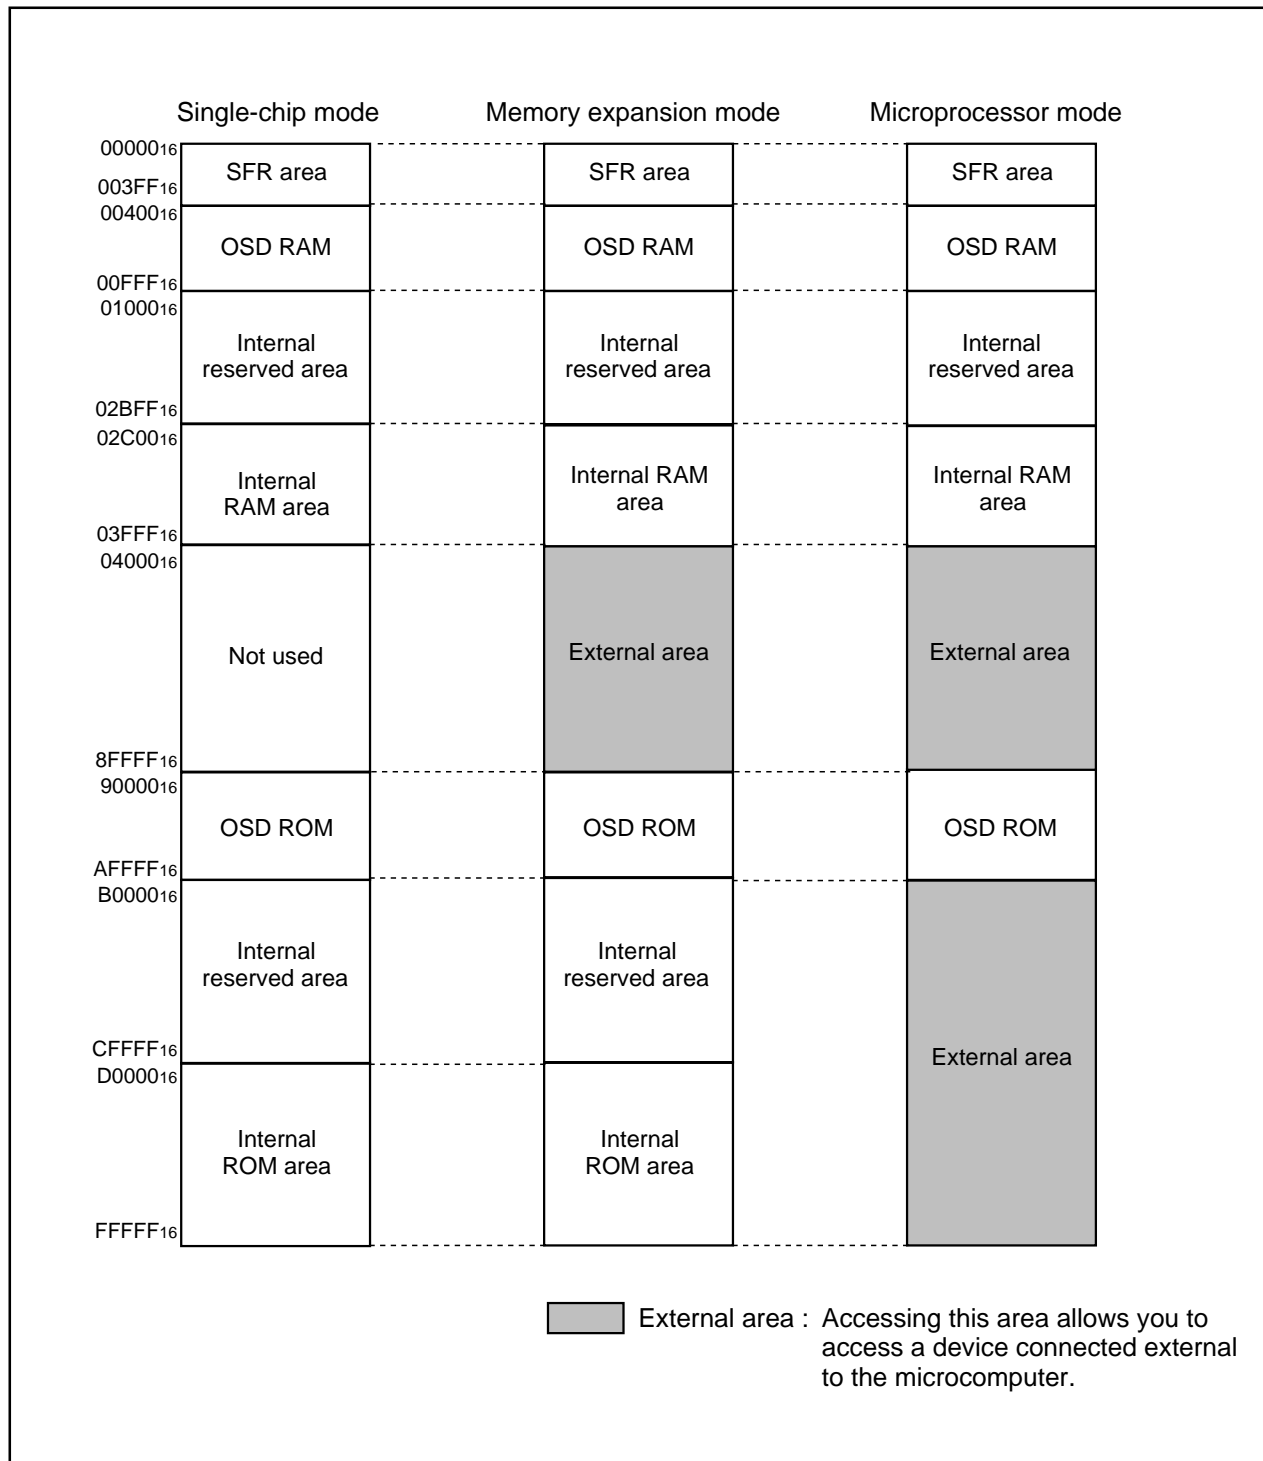 Single-chip mode Memory expansion mode Microprocessor mode
0000016
SFR area SFR area SFR area
003FF16
0040016
OSD RAM OSD RAM OSD RAM
00FFF16
0100016
Internal reserved area Internal reserved area Internal reserved area
02BFF16
02C0016
Internal RAM area Internal RAM area Internal RAM area
03FFF16
0400016
Not used External area External area
8FFFF16
9000016
OSD ROM OSD ROM OSD ROM
AFFFF16
B000016
Internal reserved area Internal reserved area
CFFFF16
External area
D000016
Internal ROM area Internal ROM area
FFFFF16
External area : Accessing this area allows you to
access a device connected external
to the microcomputer.